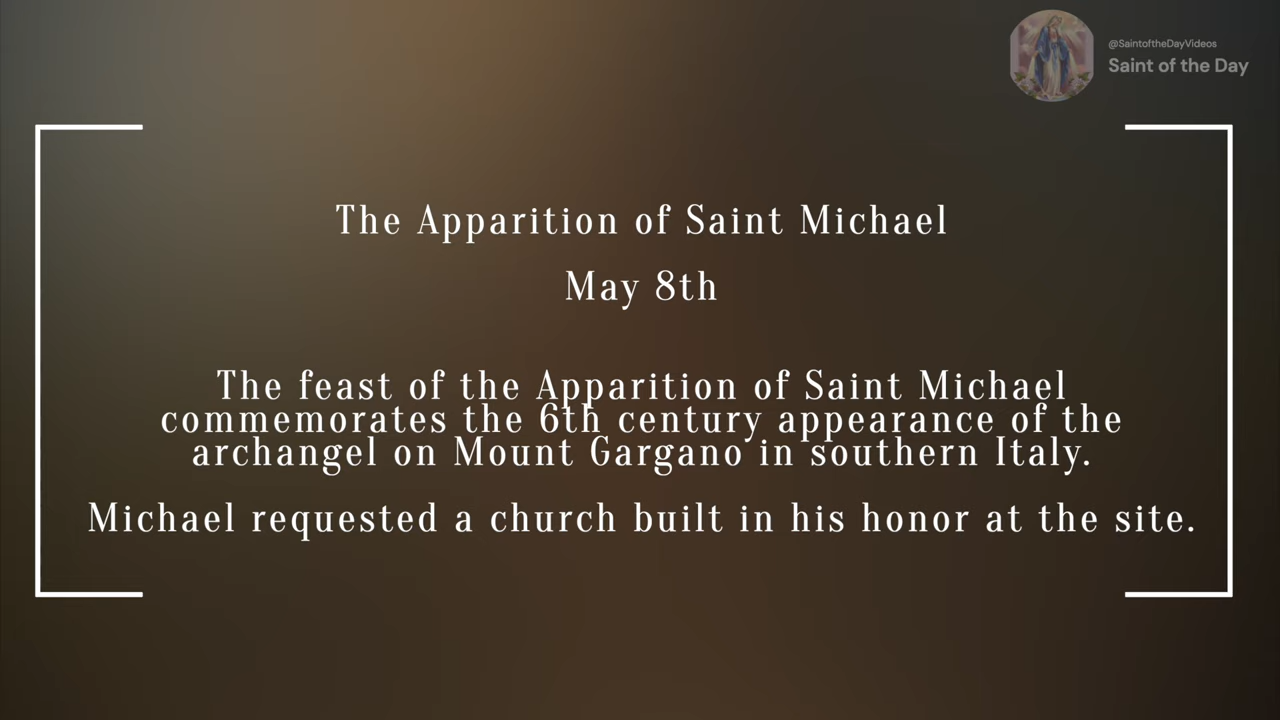 @SaintoftheDayVideos
Saint of the Day
The Apparition of Saint Michael
May 8th
The feast of the Apparition of Saint Michael
commemorates the 6th century appearance of the
archangel on Mount Gargano in southern Italy.
Michael requested a church built in his honor at the site.